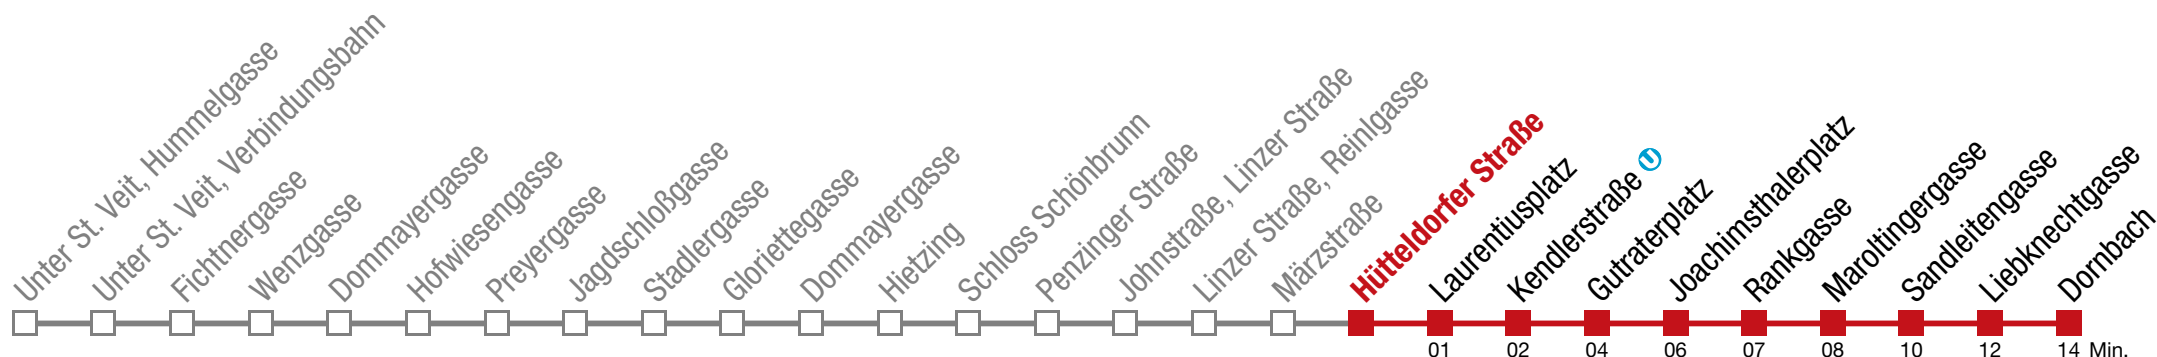 Unter St. Veit, Hummelgasse
Unter St. Veit, Verbindungsbahn
Fichtnergasse
Wenzgasse
Dommayergasse
Hofwiesengasse
Preyergasse
Jagdschloßgasse
Stadlergasse
Gloriettegasse
Dommayergasse
Hietzing
Schloss Schönbrunn
Penzinger Straße
Johnstraße, Linzer Straße
Linzer Straße, Reinlgasse
Märzstraße
Hütteldorfer Straße
Laurentiusplatz
Kendlerstraße U
Gutraterplatz
Joachimsthalerplatz
Rankgasse
Maroltingergasse
Sandleitengasse
Liebknechtgasse
Dornbach
01 02 04 06 07 08 10 12 14 Min.